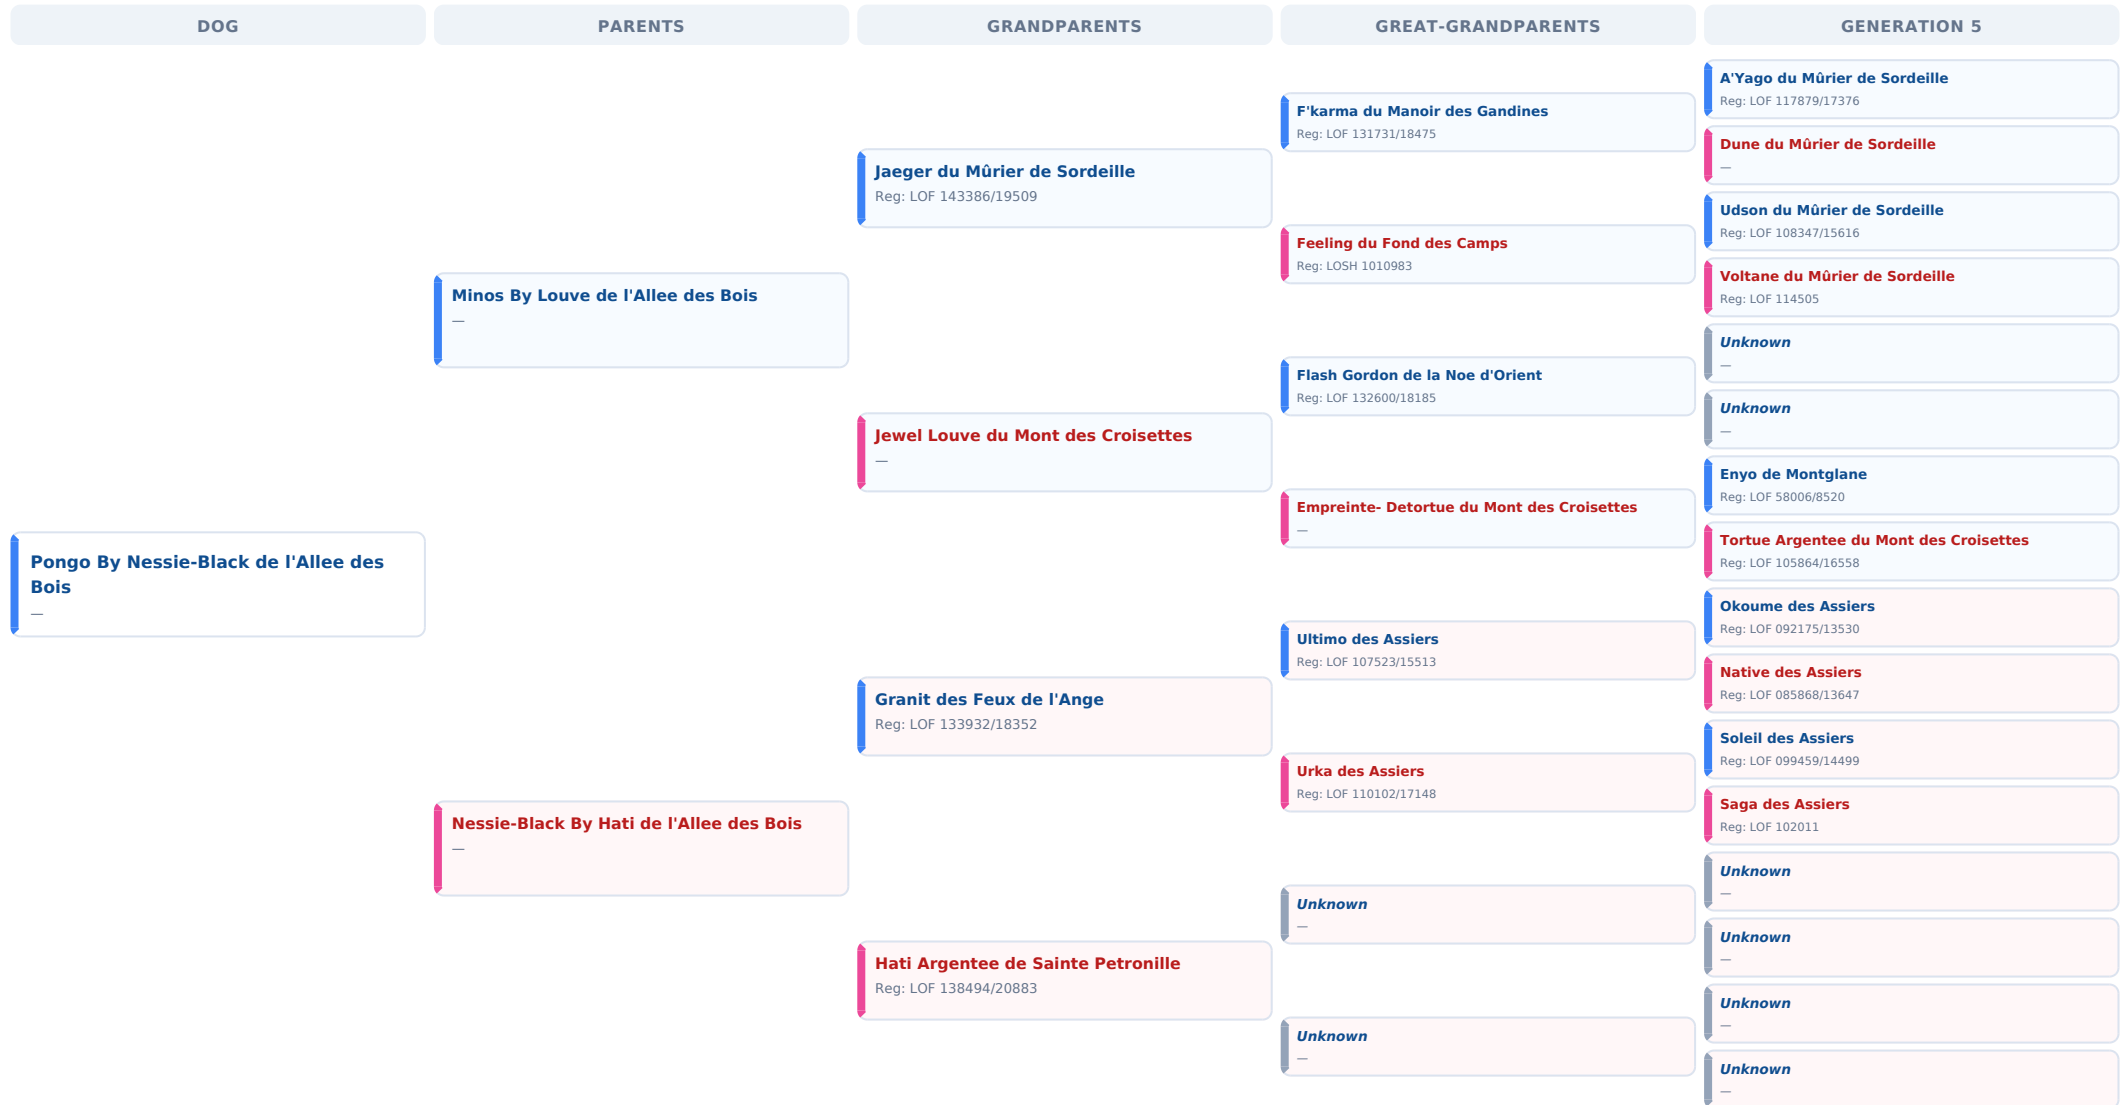 DOG
PARENTS
GRANDPARENTS
GREAT-GRANDPARENTS
GENERATION 5
Pongo By Nessie-Black de l'Allee des
Bois
—
Minos By Louve de l'Allee des Bois
—
Nessie-Black By Hati de l'Allee des Bois
—
Jaeger du Mûrier de Sordeille
Reg: LOF 143386/19509
Jewel Louve du Mont des Croisettes
—
Granit des Feux de l'Ange
Reg: LOF 133932/18352
Hati Argentee de Sainte Petronille
Reg: LOF 138494/20883
F'karma du Manoir des Gandines
Reg: LOF 131731/18475
Feeling du Fond des Camps
Reg: LOSH 1010983
Flash Gordon de la Noe d'Orient
Reg: LOF 132600/18185
Empreinte- Detortue du Mont des Croisettes
—
Ultimo des Assiers
Reg: LOF 107523/15513
Urka des Assiers
Reg: LOF 110102/17148
Unknown
—
Unknown
—
A'Yago du Mûrier de Sordeille
Reg: LOF 117879/17376
Dune du Mûrier de Sordeille
—
Udson du Mûrier de Sordeille
Reg: LOF 108347/15616
Voltane du Mûrier de Sordeille
Reg: LOF 114505
Unknown
—
Unknown
—
Enyo de Montglane
Reg: LOF 58006/8520
Tortue Argentee du Mont des Croisettes
Reg: LOF 105864/16558
Okoume des Assiers
Reg: LOF 092175/13530
Native des Assiers
Reg: LOF 085868/13647
Soleil des Assiers
Reg: LOF 099459/14499
Saga des Assiers
Reg: LOF 102011
Unknown
—
Unknown
—
Unknown
—
Unknown
—